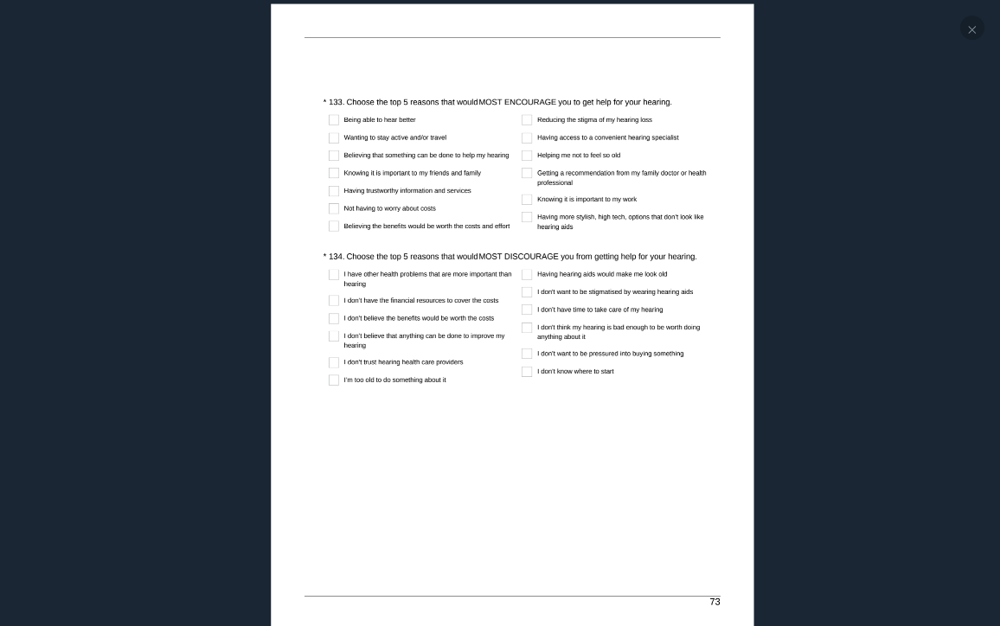 * 133. Choose the top 5 reasons that would MOST ENCOURAGE you to get help for your hearing.
Being able to hear better
Wanting to stay active and/or travel
Believing that something can be done to help my hearing
Knowing it is important to my friends and family
Having trustworthy information and services
Not having to worry about costs
Believing the benefits would be worth the costs and effort
Reducing the stigma of my hearing loss
Having access to a convenient hearing specialist
Helping me not to feel so old
Getting a recommendation from my family doctor or health
professional
Knowing it is important to my work
Having more stylish, high tech, options that don't look like
hearing aids
* 134. Choose the top 5 reasons that would MOST DISCOURAGE you from getting help for your hearing.
I have other health problems that are more important than
hearing
I don't have the financial resources to cover the costs
I don't believe the benefits would be worth the costs
I don't believe that anything can be done to improve my
hearing
I don't trust hearing health care providers
I'm too old to do something about it
Having hearing aids would make me look old
I don't want to be stigmatised by wearing hearing aids
I don't have time to take care of my hearing
I don't think my hearing is bad enough to be worth doing
anything about it
I don't want to be pressured into buying something
I don't know where to start
73